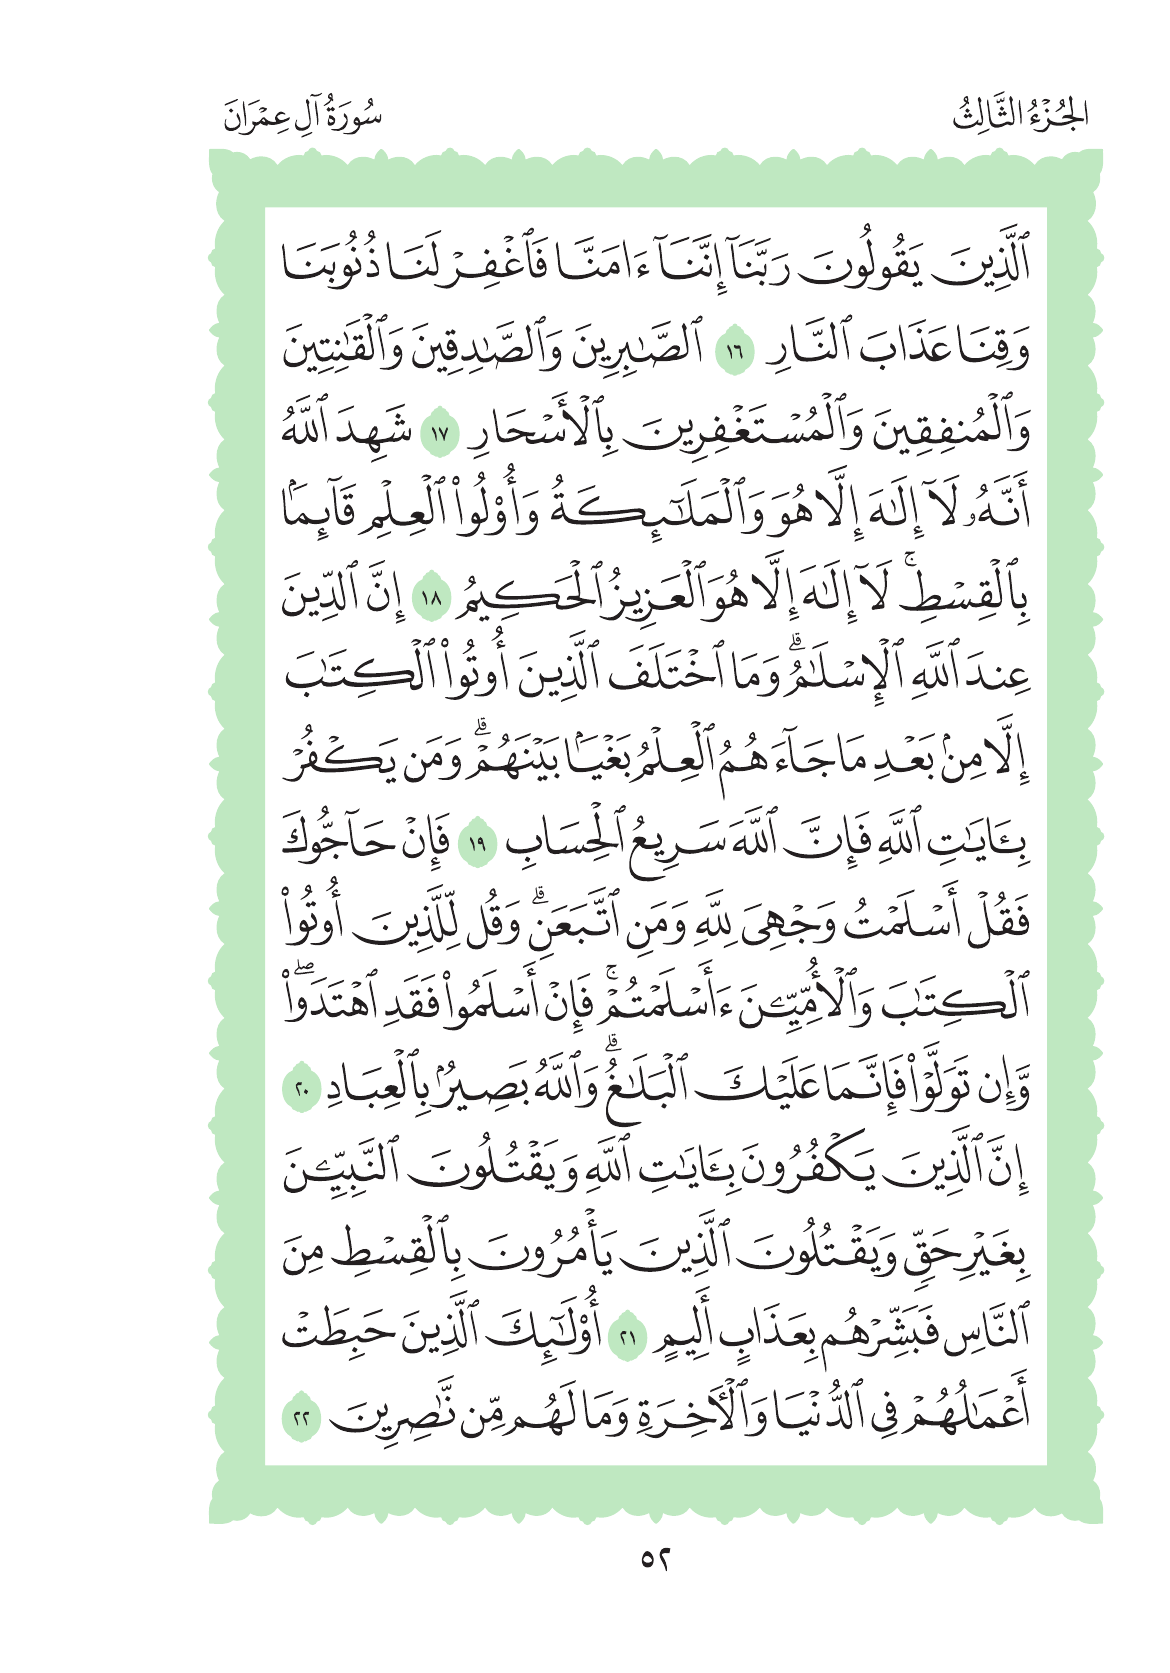 الجُزْءُ الثَّالِثُ
سُورَةُ آلِ عِمْرَانَ
ٱلَّذِينَ يَقُولُونَ رَبَّنَآ إِنَّنَآ ءَامَنَّا فَٱغْفِرْ لَنَا ذُنُوبَنَا
وَقِنَا عَذَابَ ٱلنَّارِ ١٦ ٱلصَّٰبِرِينَ وَٱلصَّٰدِقِينَ وَٱلْقَٰنِتِينَ
وَٱلْمُنفِقِينَ وَٱلْمُسْتَغْفِرِينَ بِٱلْأَسْحَارِ ١٧ شَهِدَ ٱللَّهُ
أَنَّهُۥ لَآ إِلَٰهَ إِلَّا هُوَ وَٱلْمَلَٰٓئِكَةُ وَأُو۟لُوا۟ ٱلْعِلْمِ قَآئِمًۢا
بِٱلْقِسْطِ ۚ لَآ إِلَٰهَ إِلَّا هُوَ ٱلْعَزِيزُ ٱلْحَكِيمُ ١٨ إِنَّ ٱلدِّينَ
عِندَ ٱللَّهِ ٱلْإِسْلَٰمُ ۗ وَمَا ٱخْتَلَفَ ٱلَّذِينَ أُوتُوا۟ ٱلْكِتَٰبَ
إِلَّا مِنۢ بَعْدِ مَا جَآءَهُمُ ٱلْعِلْمُ بَغْيًۢا بَيْنَهُمْ ۗ وَمَن يَكْفُرْ
بِـَٔايَٰتِ ٱللَّهِ فَإِنَّ ٱللَّهَ سَرِيعُ ٱلْحِسَابِ ١٩ فَإِنْ حَآجُّوكَ
فَقُلْ أَسْلَمْتُ وَجْهِىَ لِلَّهِ وَمَنِ ٱتَّبَعَنِ ۗ وَقُل لِّلَّذِينَ أُوتُوا۟
ٱلْكِتَٰبَ وَٱلْأُمِّيِّـۧنَ ءَأَسْلَمْتُمْ ۚ فَإِنْ أَسْلَمُوا۟ فَقَدِ ٱهْتَدَوا۟ ۖ
وَّإِن تَوَلَّوْا۟ فَإِنَّمَا عَلَيْكَ ٱلْبَلَٰغُ ۗ وَٱللَّهُ بَصِيرٌۢ بِٱلْعِبَادِ ٢٠
إِنَّ ٱلَّذِينَ يَكْفُرُونَ بِـَٔايَٰتِ ٱللَّهِ وَيَقْتُلُونَ ٱلنَّبِيِّـۧنَ
بِغَيْرِ حَقٍّ وَيَقْتُلُونَ ٱلَّذِينَ يَأْمُرُونَ بِٱلْقِسْطِ مِنَ
ٱلنَّاسِ فَبَشِّرْهُم بِعَذَابٍ أَلِيمٍ ٢١ أُو۟لَٰٓئِكَ ٱلَّذِينَ حَبِطَتْ
أَعْمَٰلُهُمْ فِى ٱلدُّنْيَا وَٱلْـَٔاخِرَةِ وَمَا لَهُم مِّن نَّٰصِرِينَ ٢٢
٥٢